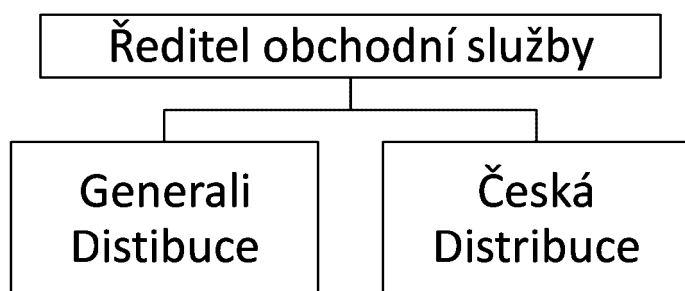 Ředitel obchodní služby
Generali
Distibuce
Česká
Distribuce